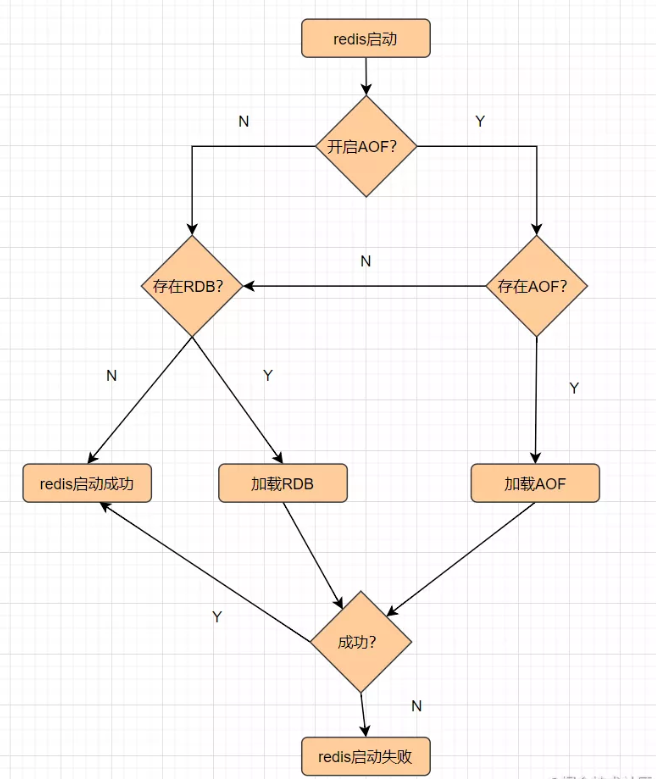 redis启动
N
Y
开启AOF？
N
存在RDB？
存在AOF？
N
Y
Y
redis启动成功
加载RDB
加载AOF
Y
成功？
N
redis启动失败